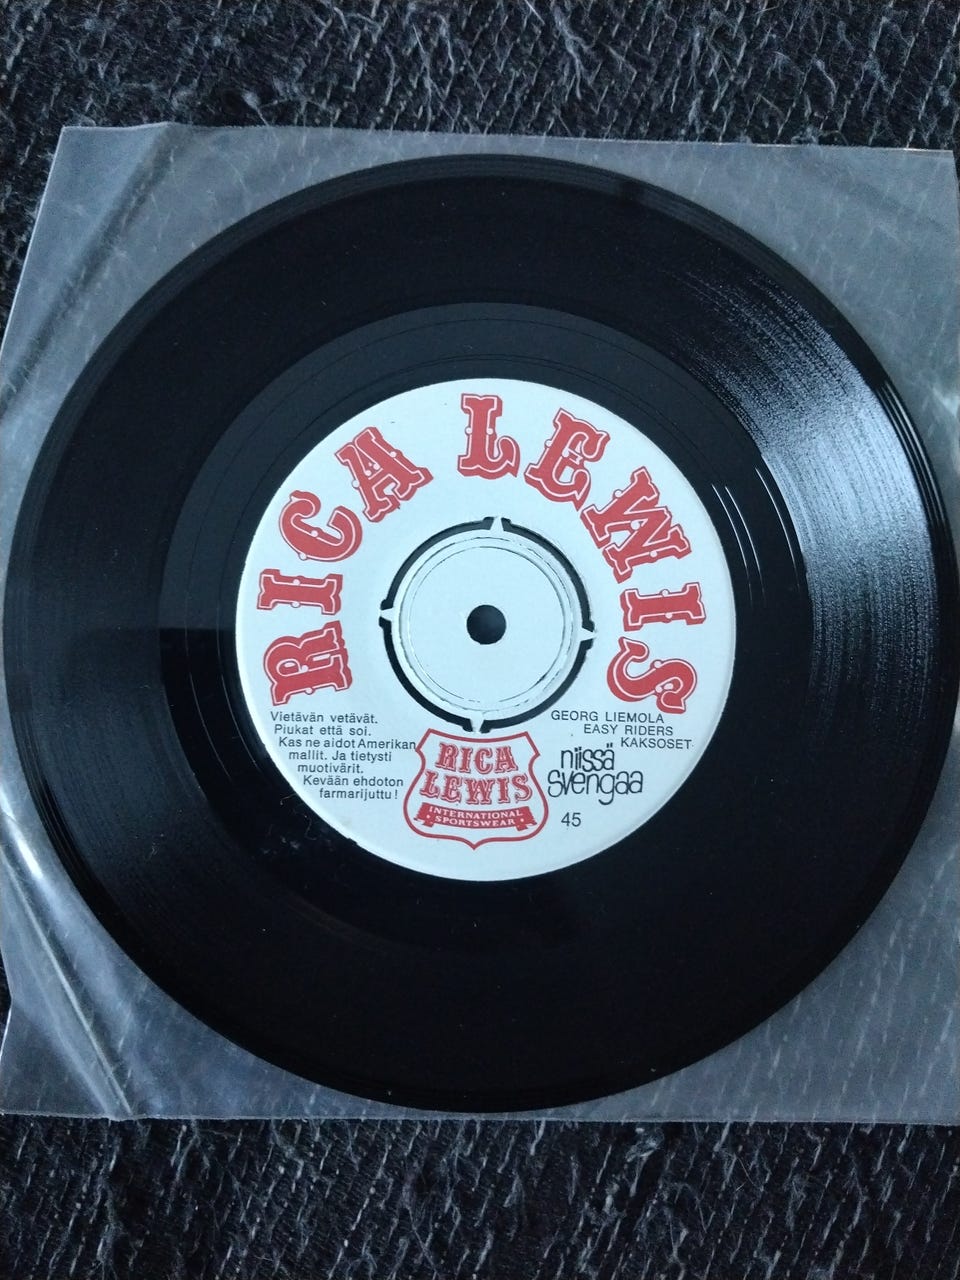 RICA LEWIS
Vietävän vetävät.
Piukat että soi.
Kas ne aidot Amerikan
mallit. Ja tietysti
muotivärit.
Kevään ehdoton
farmarijuttu!
RICA
LEWIS
INTERNATIONAL
SPORTSWEAR
GEORG LIEMOLA
EASY RIDERS
KAKSOSET
niissä
svengaa
45